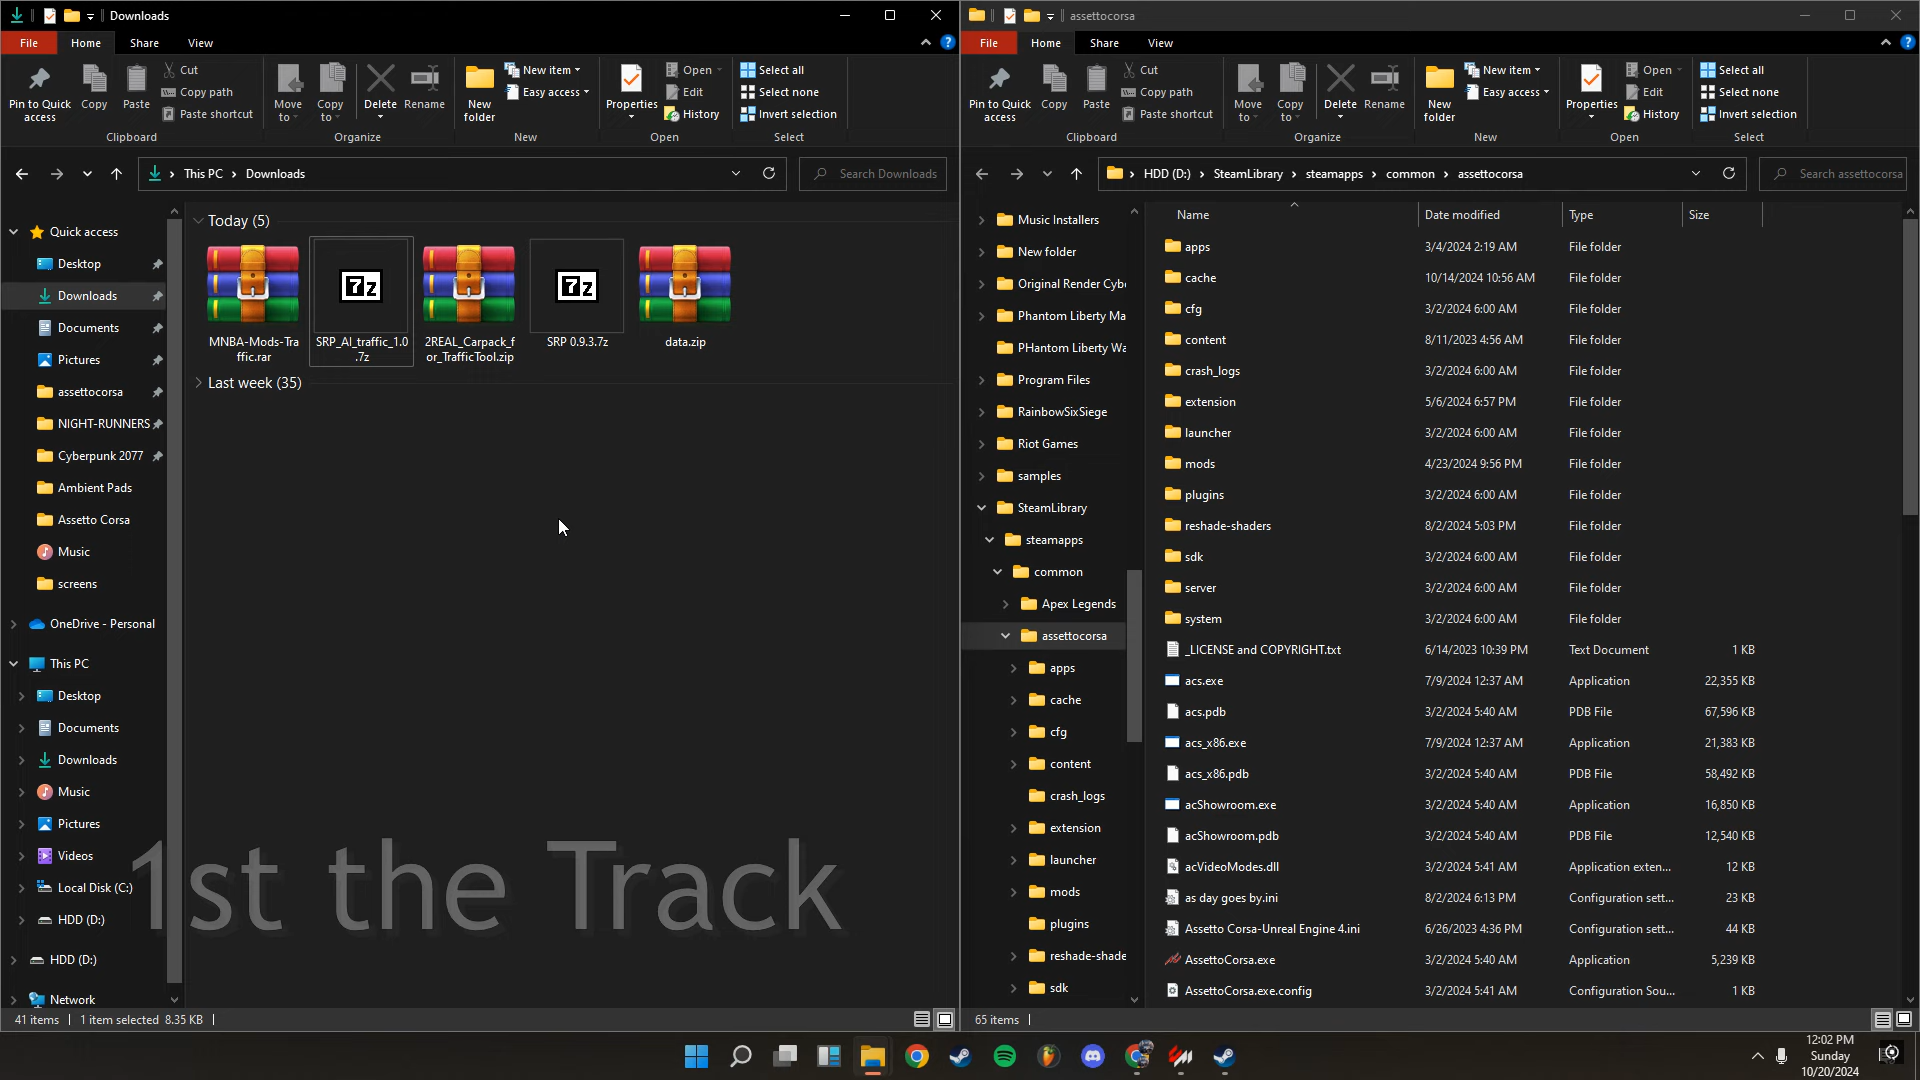 Downloads
File
Home
Share
View
Pin to Quick access
Copy
Paste
Cut
Copy path
Paste shortcut
Clipboard
Move to
Copy to
Delete
Rename
Organize
New folder
New item
Easy access
New
Properties
Open
Edit
History
Open
Select all
Select none
Invert selection
Select
This PC
Downloads
Search Downloads
Quick access
Desktop
Downloads
Documents
Pictures
assettocorsa
NIGHT-RUNNERS
Cyberpunk 2077
Ambient Pads
Assetto Corsa
Music
screens
OneDrive - Personal
This PC
Desktop
Documents
Downloads
Music
Pictures
Videos
Local Disk (C:)
HDD (D:)
HDD (D:)
Network
Today (5)
7z
7z
MNBA-Mods-Tra
ffic.rar
SRP_AI_traffic_1.0
.7z
2REAL_Carpack_f
or_TrafficTool.zip
SRP 0.9.3.7z
data.zip
Last week (35)
1st the Track
41 items
1 item selected 8.35 KB
assettocorsa
File
Home
Share
View
Pin to Quick access
Copy
Paste
Cut
Copy path
Paste shortcut
Clipboard
Move to
Copy to
Delete
Rename
Organize
New folder
New item
Easy access
New
Properties
Open
Edit
History
Open
Select all
Select none
Invert selection
Select
HDD (D:)
SteamLibrary
steamapps
common
assettocorsa
Search assettocorsa
Music Installers
New folder
Original Render Cybe
Phantom Liberty Ma
PHantom Liberty Wa
Program Files
RainbowSixSiege
Riot Games
samples
SteamLibrary
steamapps
common
Apex Legends
assettocorsa
apps
cache
cfg
content
crash_logs
extension
launcher
mods
plugins
reshade-shade
sdk
Name Date modified Type Size
apps 3/4/2024 2:19 AM File folder
cache 10/14/2024 10:56 AM File folder
cfg 3/2/2024 6:00 AM File folder
content 8/11/2023 4:56 AM File folder
crash_logs 3/2/2024 6:00 AM File folder
extension 5/6/2024 6:57 PM File folder
launcher 3/2/2024 6:00 AM File folder
mods 4/23/2024 9:56 PM File folder
plugins 3/2/2024 6:00 AM File folder
reshade-shaders 8/2/2024 5:03 PM File folder
sdk 3/2/2024 6:00 AM File folder
server 3/2/2024 6:00 AM File folder
system 3/2/2024 6:00 AM File folder
_LICENSE and COPYRIGHT.txt 6/14/2023 10:39 PM Text Document 1 KB
acs.exe 7/9/2024 12:37 AM Application 22,355 KB
acs.pdb 3/2/2024 5:40 AM PDB File 67,596 KB
acs_x86.exe 7/9/2024 12:37 AM Application 21,383 KB
acs_x86.pdb 3/2/2024 5:40 AM PDB File 58,492 KB
acShowroom.exe 3/2/2024 5:40 AM Application 16,850 KB
acShowroom.pdb 3/2/2024 5:40 AM PDB File 12,540 KB
acVideoModes.dll 3/2/2024 5:41 AM Application exten... 12 KB
as day goes by.ini 8/2/2024 6:13 PM Configuration sett... 23 KB
Assetto Corsa-Unreal Engine 4.ini 6/26/2023 4:36 PM Configuration sett... 44 KB
AssettoCorsa.exe 3/2/2024 5:40 AM Application 5,239 KB
AssettoCorsa.exe.config 3/2/2024 5:41 AM Configuration Sou... 1 KB
65 items
12:02 PM
Sunday
10/20/2024